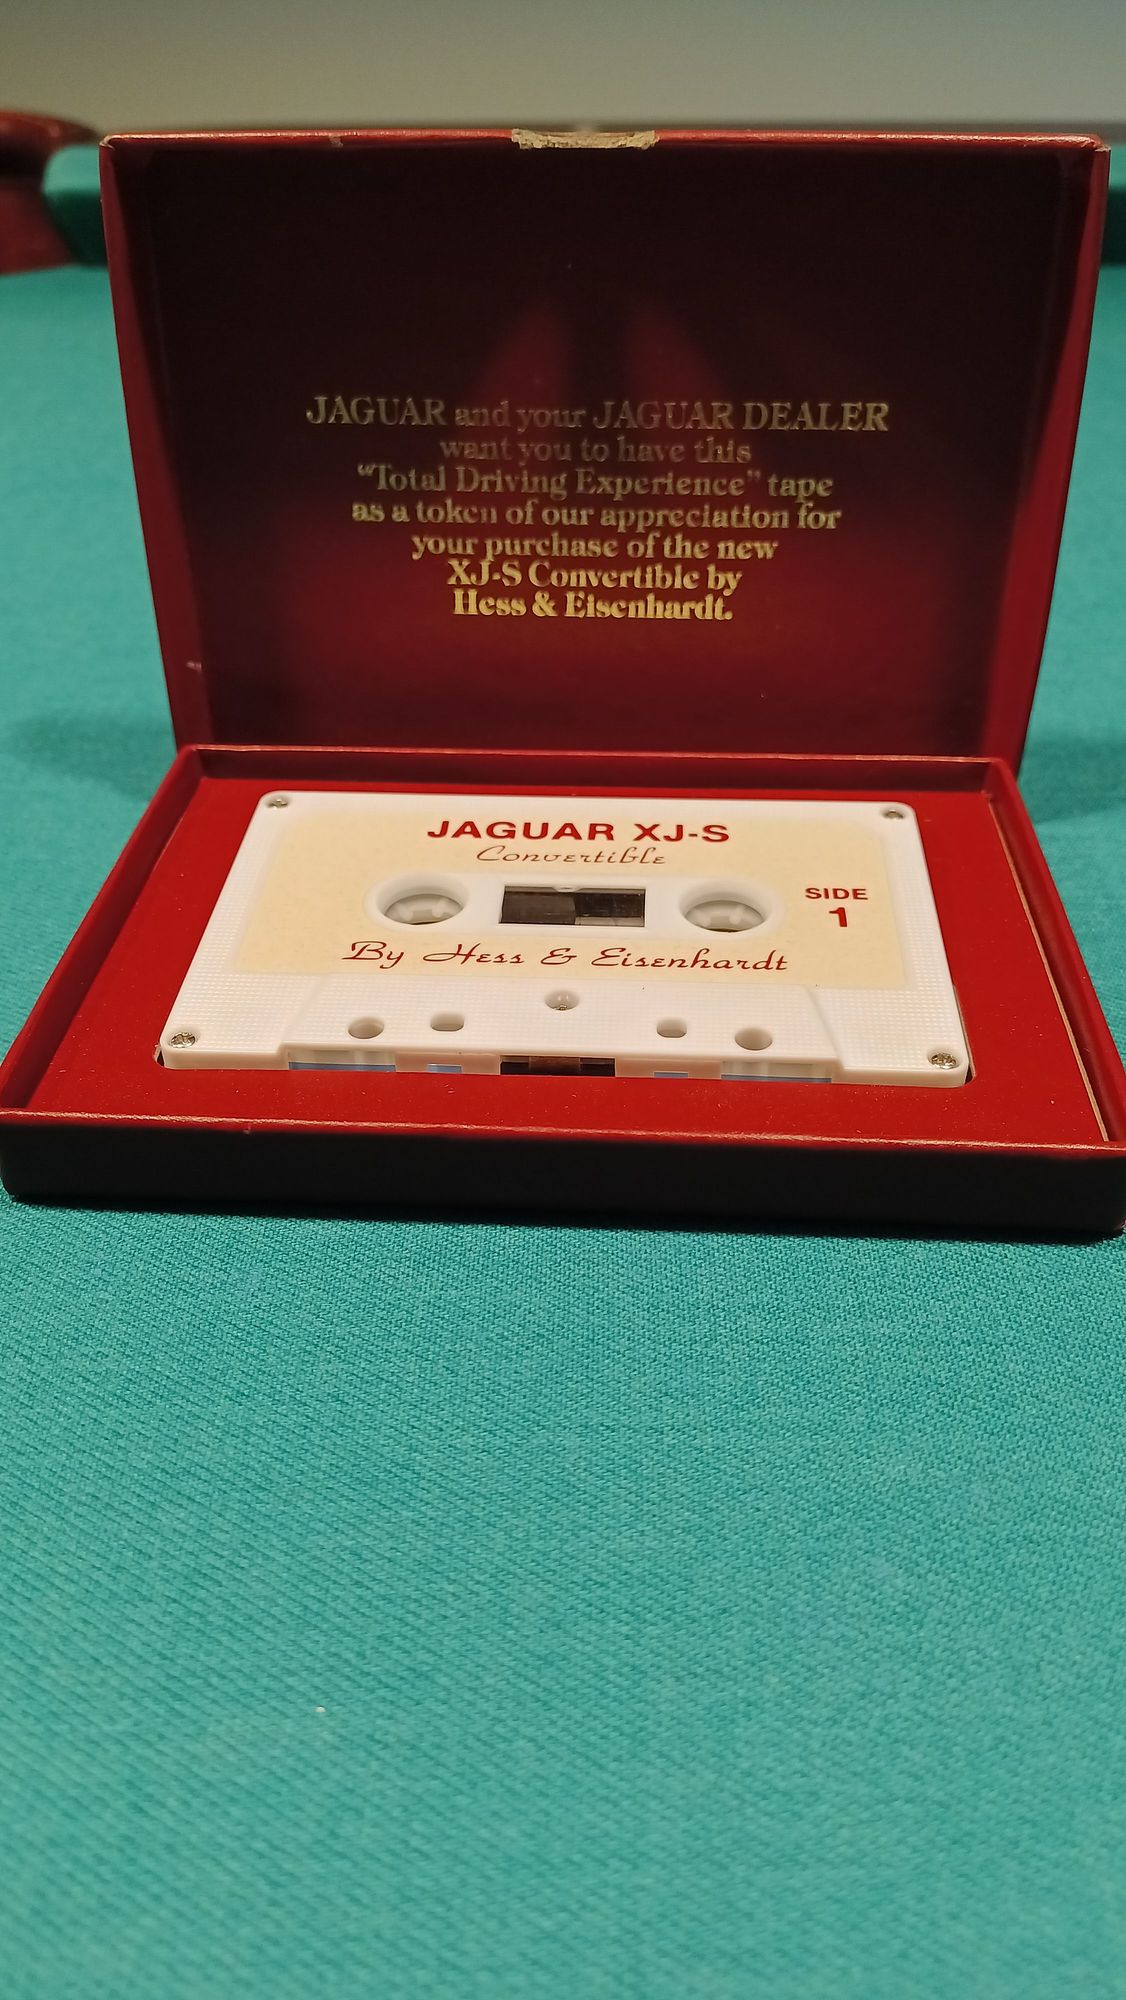 JAGUAR and your JAGUAR DEALER
want you to have this
“Total Driving Experience” tape
as a token of our appreciation for
your purchase of the new
XJ-S Convertible by
Hess & Eisenhardt.
JAGUAR XJ-S
Convertible
SIDE
1
By Hess & Eisenhardt